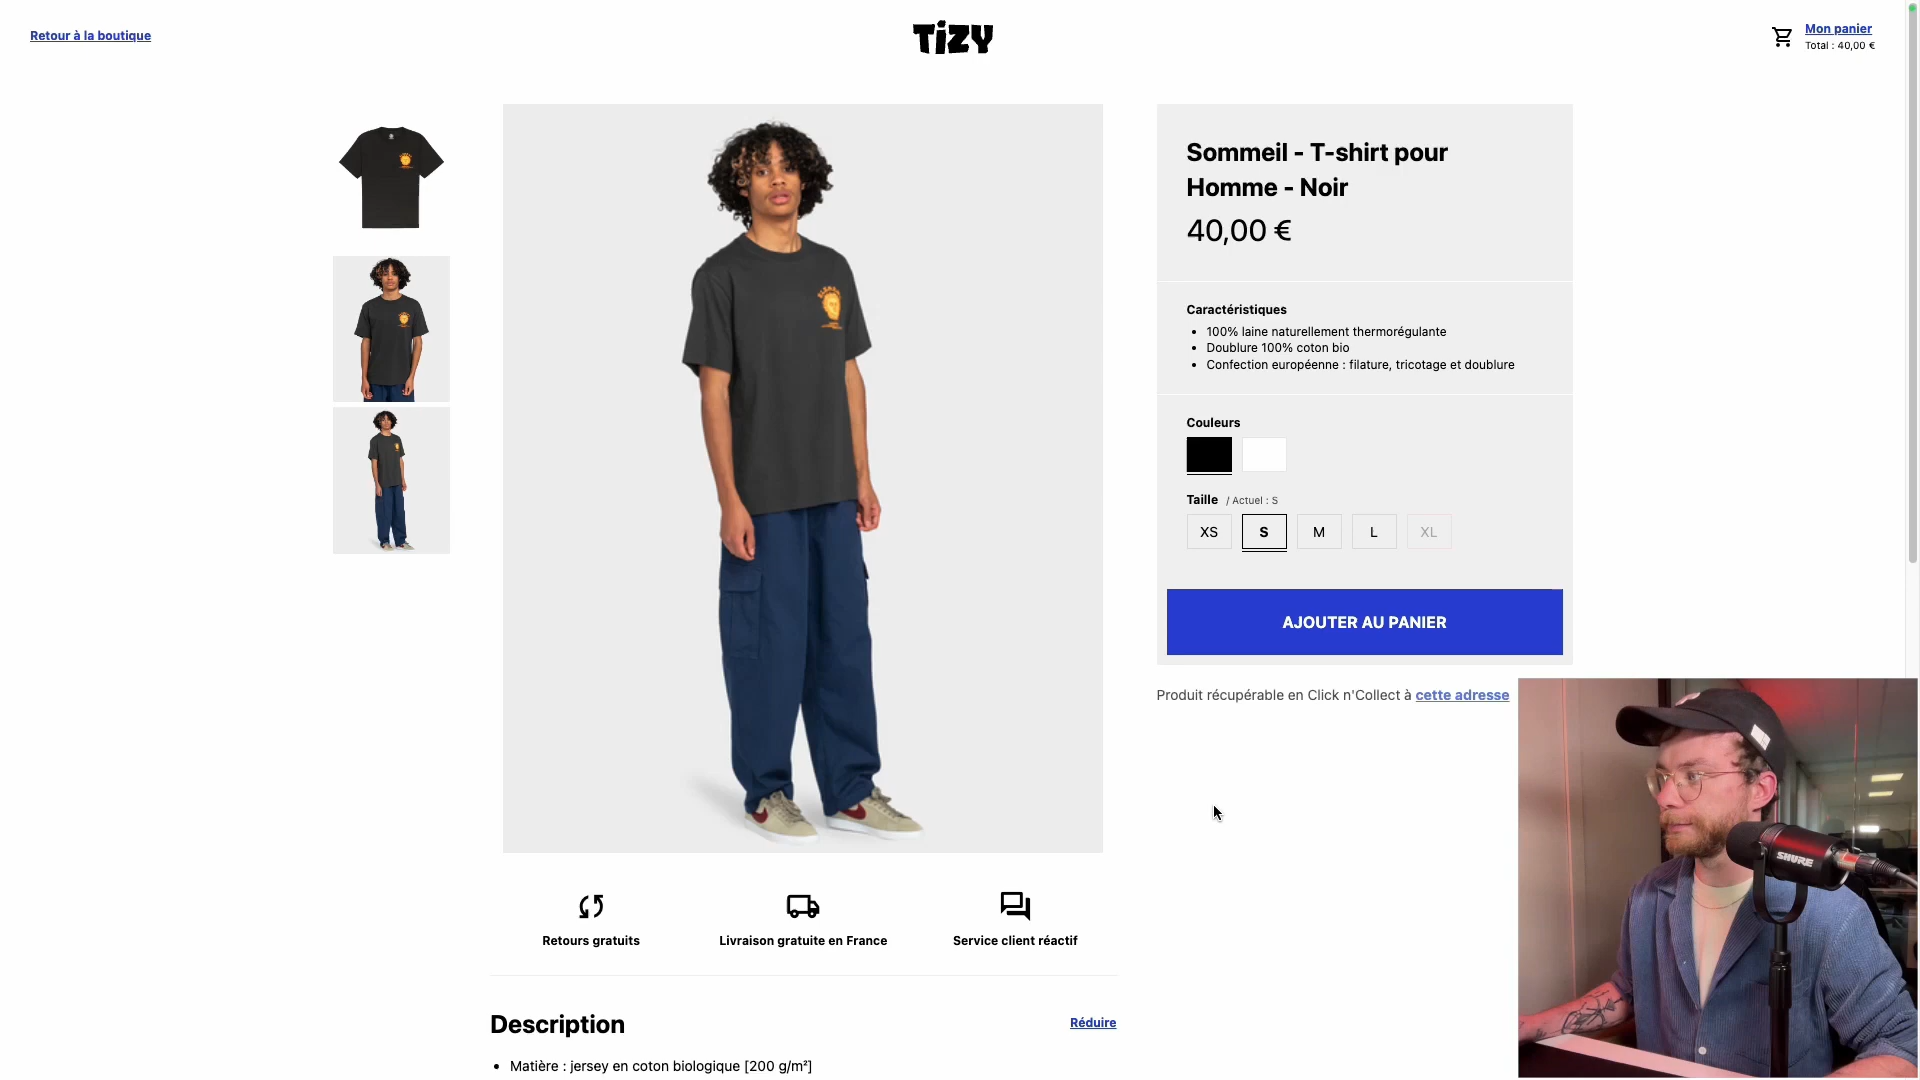 Retour à la boutique
TiZY
Mon panier
Total : 40,00 €
Sommeil - T-shirt pour
Homme - Noir
40,00 €
Caractéristiques
100% laine naturellement thermorégulante
Doublure 100% coton bio
Confection européenne : filature, tricotage et doublure
Couleurs
Taille / Actuel : S
XS S M L XL
AJOUTER AU PANIER
Produit récupérable en Click n'Collect à cette adresse
SHURE
Retours gratuits
Livraison gratuite en France
Service client réactif
Description
Réduire
Matière : jersey en coton biologique [200 g/m²]